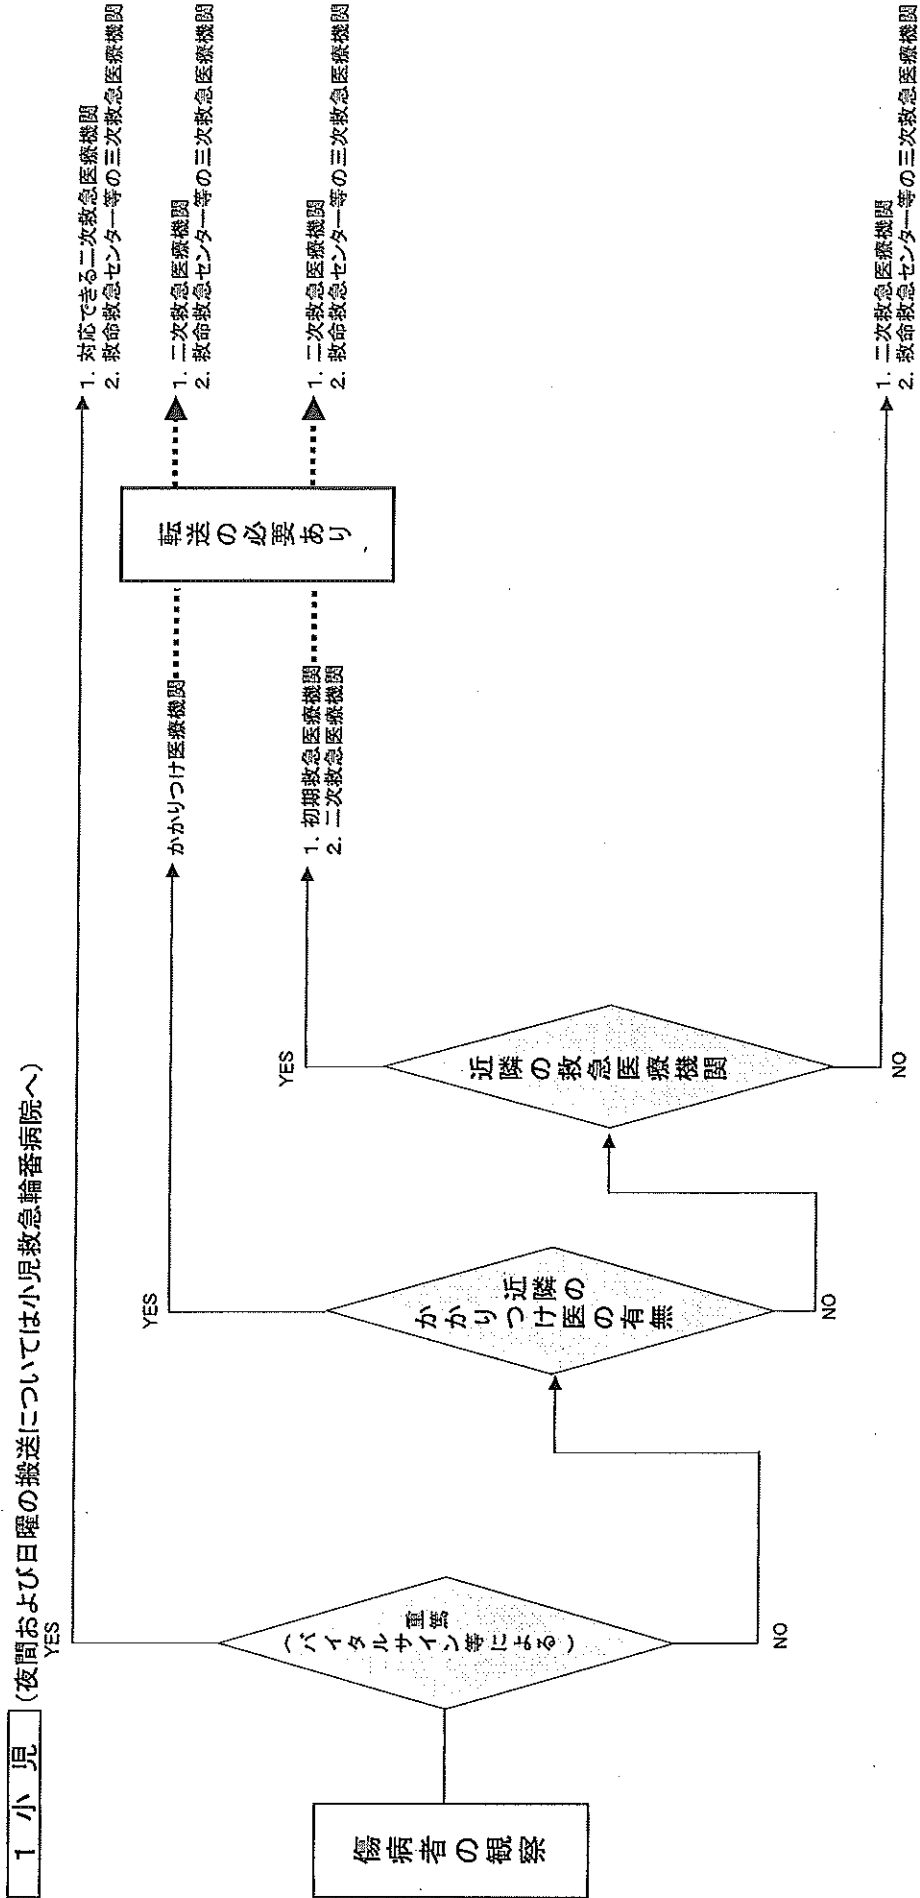 1 小 児 (夜間および日曜の搬送については小児救急輪番病院へ)
傷病者の観察
重篤
(バイタルサイン等による)
YES
NO
1. 対応できる二次救急医療機関
2. 救命救急センター等の三次救急医療機関
近隣の
かかりつけ医の有無
YES
NO
かかりつけ医療機関
転送の必要あり
1. 二次救急医療機関
2. 救命救急センター等の三次救急医療機関
近隣の救急医療機関
YES
NO
1. 初期救急医療機関
2. 二次救急医療機関
1. 二次救急医療機関
2. 救命救急センター等の三次救急医療機関
1. 二次救急医療機関
2. 救命救急センター等の三次救急医療機関